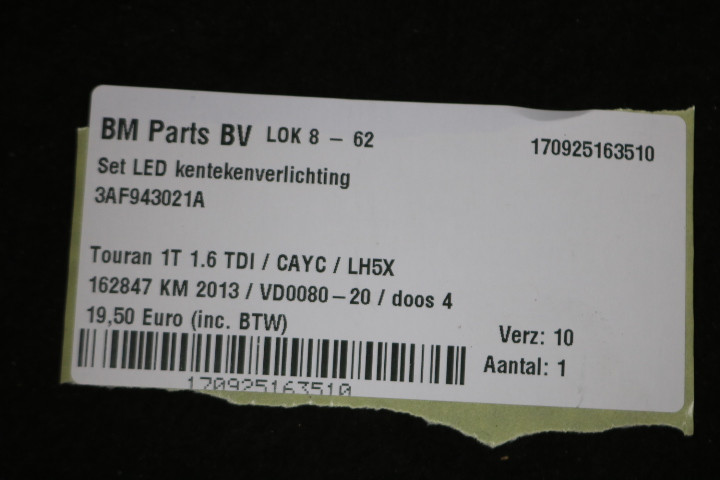 BM Parts BV LOK 8 – 62
170925163510
Set LED kentekenverlichting
3AF943021A
Touran 1T 1.6 TDI / CAYC / LH5X
162847 KM 2013 / VD0080–20 / doos 4
19,50 Euro (inc. BTW)
Verz: 10
Aantal: 1
170925163510